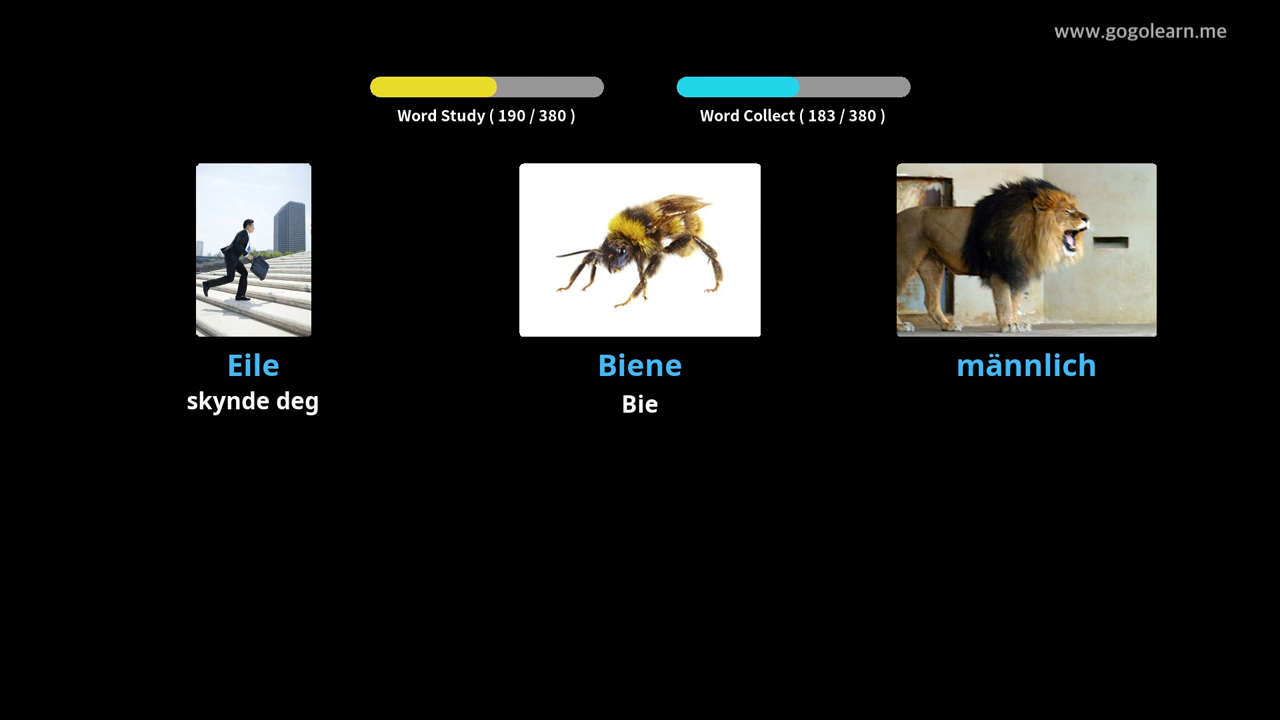 www.gogolearn.me
Word Study ( 190 / 380 )
Word Collect ( 183 / 380 )
Eile
skynde deg
Biene
Bie
männlich